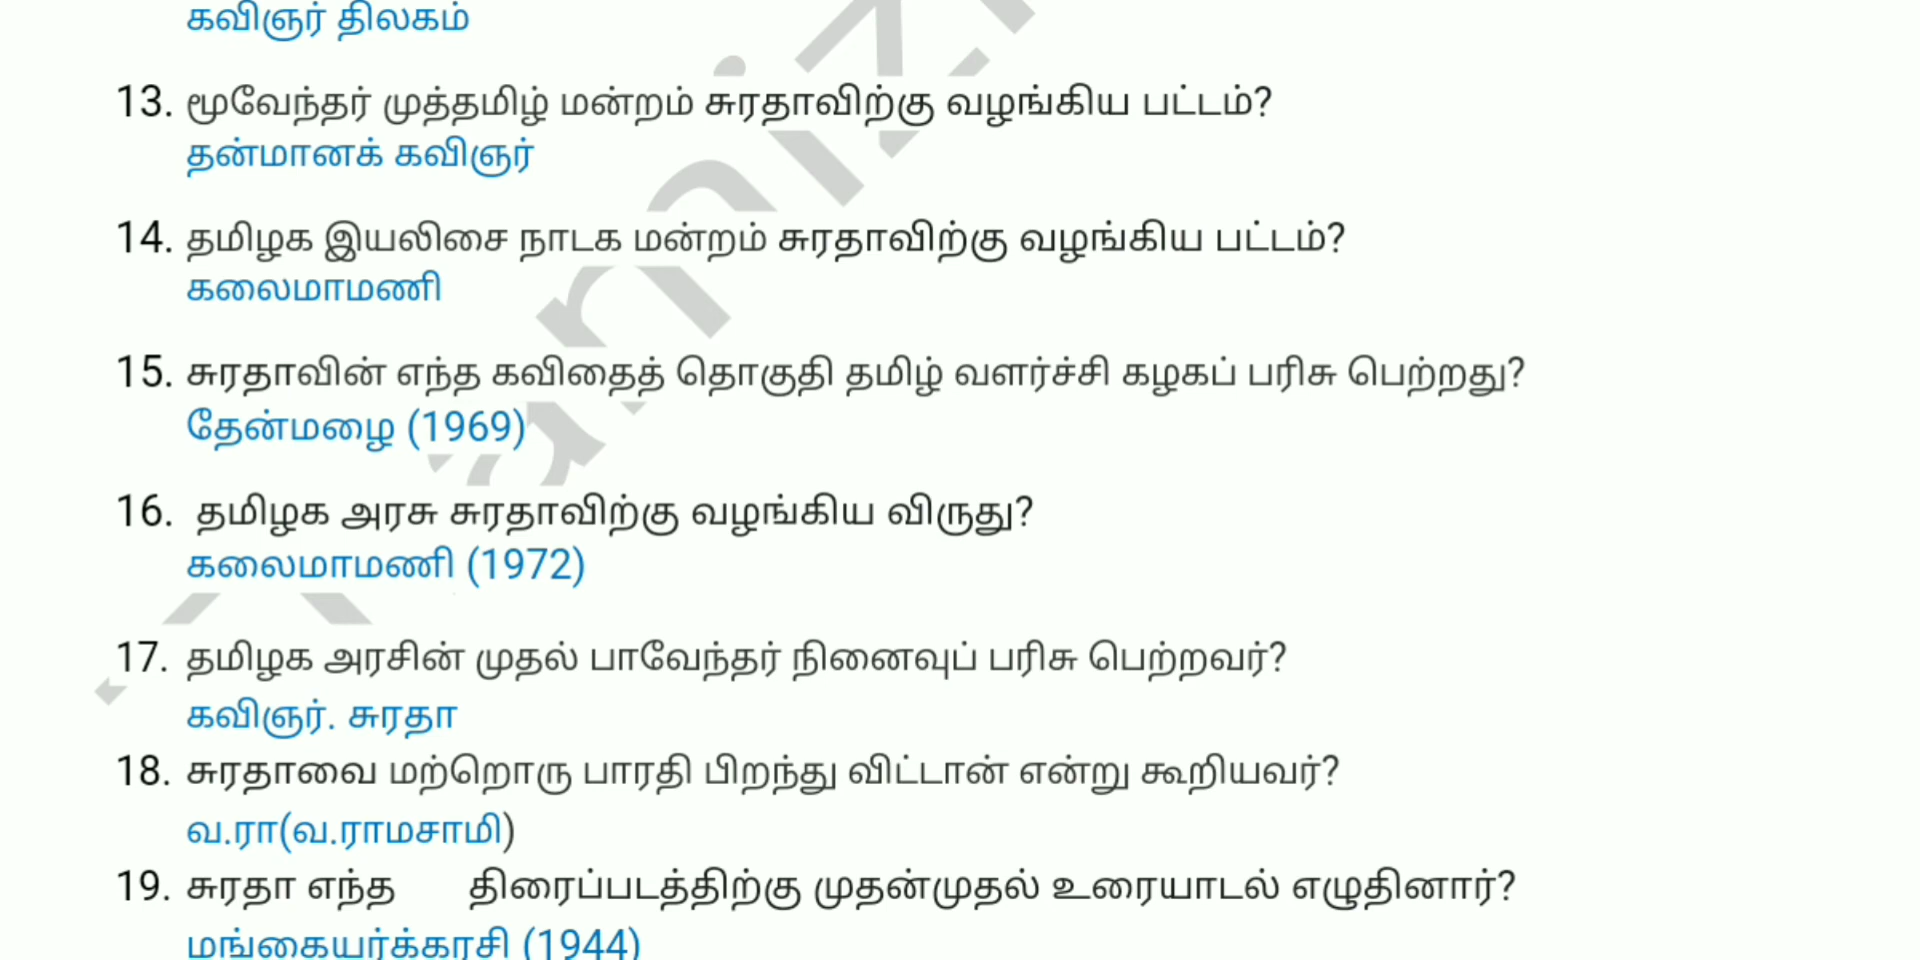 கவிஞர் திலகம்
13. மூவேந்தர் முத்தமிழ் மன்றம் சுரதாவிற்கு வழங்கிய பட்டம்?
தன்மானக் கவிஞர்
14. தமிழக இயலிசை நாடக மன்றம் சுரதாவிற்கு வழங்கிய பட்டம்?
கலைமாமணி
15. சுரதாவின் எந்த கவிதைத் தொகுதி தமிழ் வளர்ச்சி கழகப் பரிசு பெற்றது?
தேன்மழை (1969)
16. தமிழக அரசு சுரதாவிற்கு வழங்கிய விருது?
கலைமாமணி (1972)
17. தமிழக அரசின் முதல் பாவேந்தர் நினைவுப் பரிசு பெற்றவர்?
கவிஞர். சுரதா
18. சுரதாவை மற்றொரு பாரதி பிறந்து விட்டான் என்று கூறியவர்?
வ.ரா(வ.ராமசாமி)
19. சுரதா எந்த திரைப்படத்திற்கு முதன்முதல் உரையாடல் எழுதினார்?
மங்கையர்க்கரசி (1944)